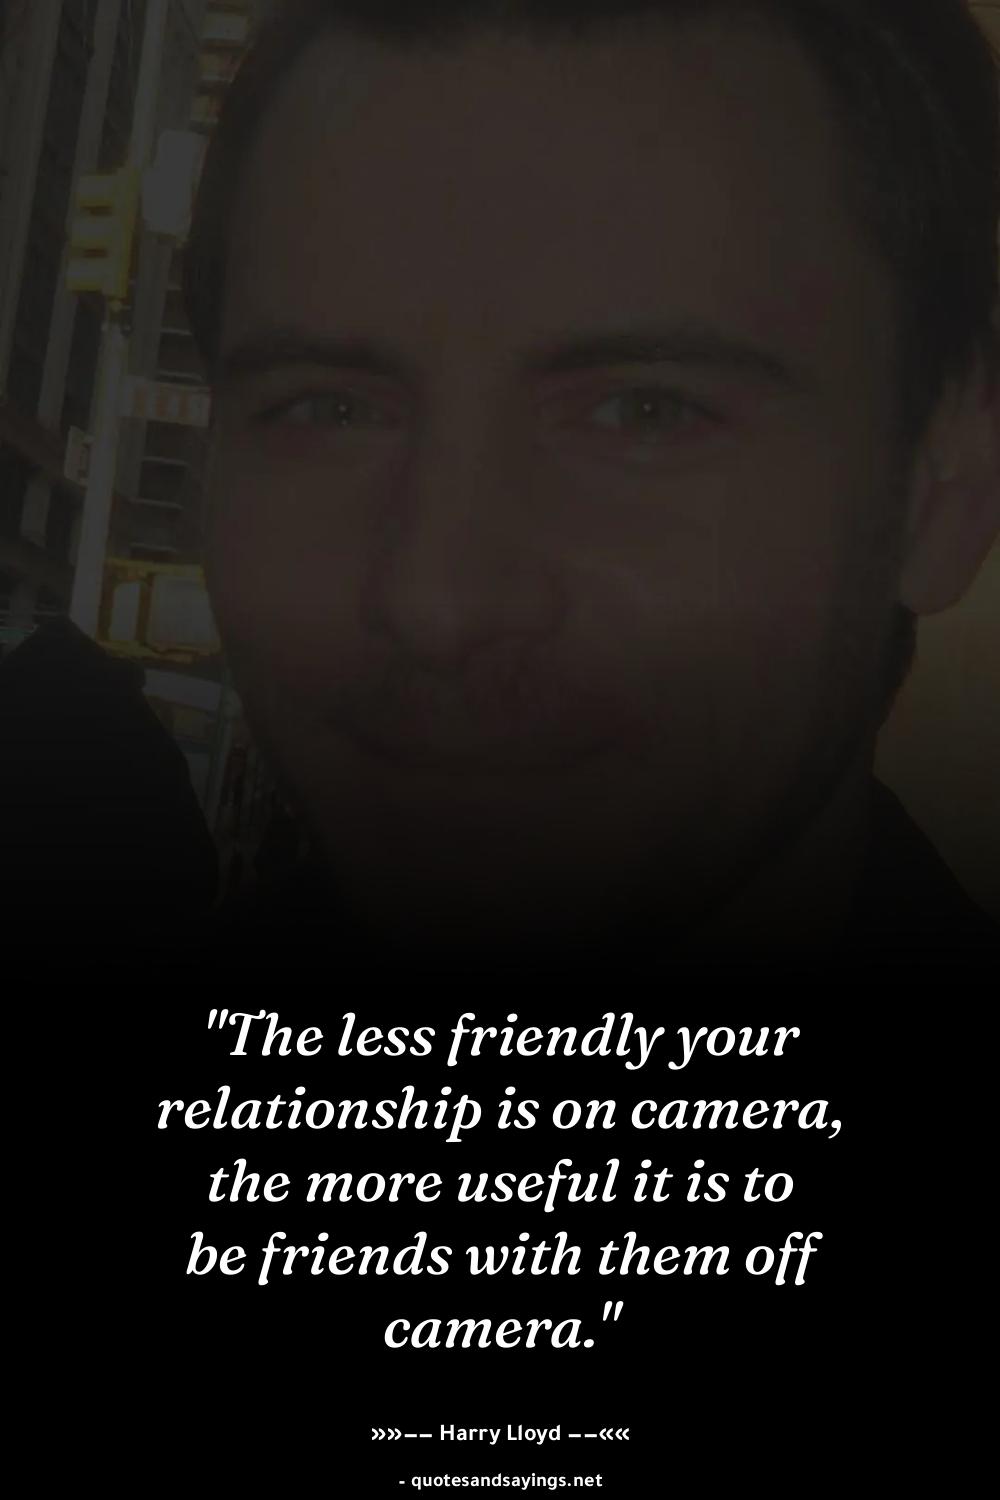 "The less friendly your
relationship is on camera,
the more useful it is to
be friends with them off
camera."
»»–– Harry Lloyd ––««
- quotesandsayings.net